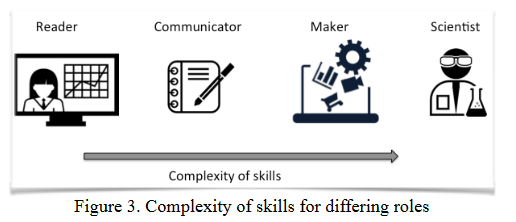 Reader Communicator Maker Scientist
Complexity of skills
Figure 3. Complexity of skills for differing roles